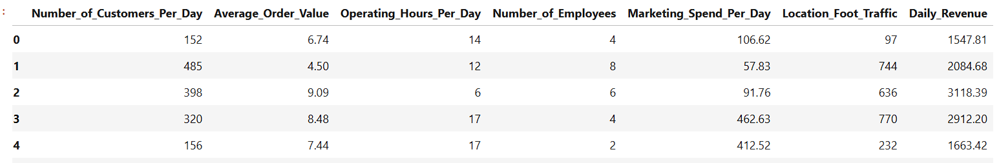 :
Number_of_Customers_Per_Day Average_Order_Value Operating_Hours_Per_Day Number_of_Employees Marketing_Spend_Per_Day Location_Foot_Traffic Daily_Revenue
0 152 6.74 14 4 106.62 97 1547.81
1 485 4.50 12 8 57.83 744 2084.68
2 398 9.09 6 6 91.76 636 3118.39
3 320 8.48 17 4 462.63 770 2912.20
4 156 7.44 17 2 412.52 232 1663.42